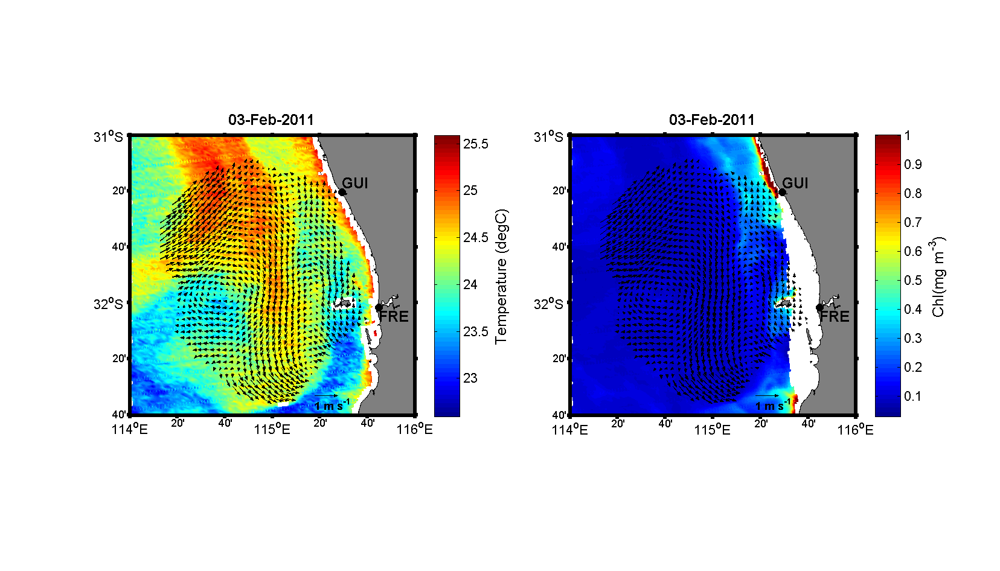 03-Feb-2011
31°S
20'
40'
32°S
20'
40'
114°E
20'
40'
115°E
20'
40'
116°E
GUI
FRE
1 m s⁻¹
25.5
25
24.5
24
23.5
23
Temperature (degC)
03-Feb-2011
31°S
20'
40'
32°S
20'
40'
114°E
20'
40'
115°E
20'
40'
116°E
GUI
FRE
1 m s⁻¹
1
0.9
0.8
0.7
0.6
0.5
0.4
0.3
0.2
0.1
Chl(mg m⁻³)